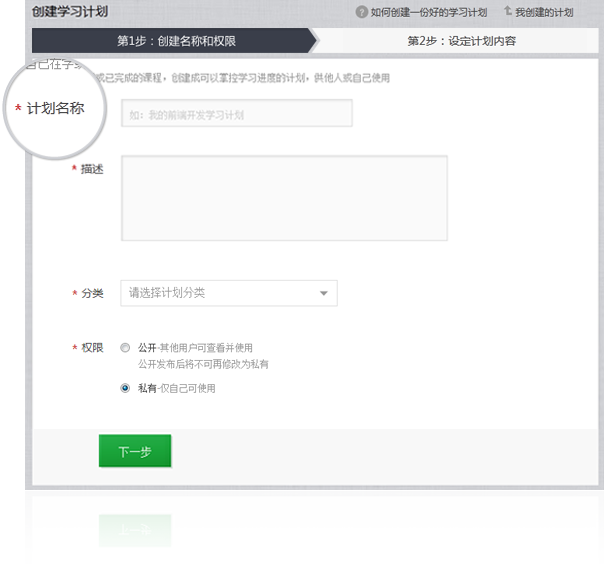 创建学习计划
如何创建一份好的学习计划
我创建的计划
第1步：创建名称和权限
第2步：设定计划内容
自己在学或已完成的课程，创建成可以掌控学习进度的计划，供他人或自己使用
* 计划名称
如：我的前端开发学习计划
* 描述
* 分类
请选择计划分类
* 权限
公开-其他用户可查看并使用
公开发布后将不可再修改为私有
私有-仅自己可使用
下一步